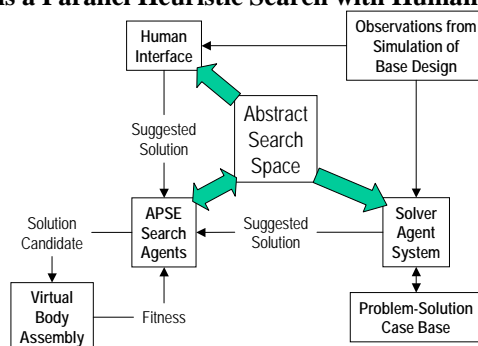 is a Parallel Heuristic Search with Human
Human
Interface
Observations from
Simulation of
Base Design
Abstract
Search
Space
Suggested
Solution
Solution
Candidate
APSE
Search
Agents
Suggested
Solution
Solver
Agent
System
Virtual
Body
Assembly
Fitness
Problem-Solution
Case Base